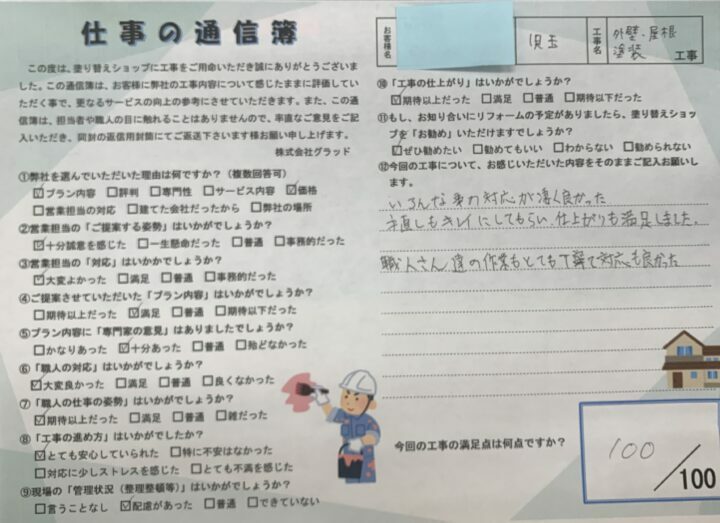 仕事の通信簿
この度は、塗り替えショップに工事をご用命いただき誠にありがとうございま
した。この通信簿は、お客様に弊社の工事内容について感じたままに評価してい
ただく事で、更なるサービスの向上の参考にさせていただきます。また、この通
信簿は、担当者や職人の目に触れることはありませんので、率直なご意見をご記
入いただき、同封の返信用封筒にてご返送下さいます様お願い申し上げます。
株式会社グラッド
①弊社を選んでいただいた理由は何ですか？（複数回答可）
☑プラン内容 □評判 □専門性 □サービス内容 ☑価格
□営業担当の対応 □建てた会社だったから □弊社の場所
②営業担当の「ご提案する姿勢」はいかがでしょうか？
☑十分誠意を感じた □一生懸命だった □普通 □事務的だった
③営業担当の「対応」はいかかでしょうか？
☑大変よかった □満足 □普通 □事務的だった
④ご提案させていただいた「プラン内容」はいかがでしょうか？
□期待以上だった ☑満足 □普通 □期待以下だった
⑤プラン内容に「専門家の意見」はありましたでしょうか？
□かなりあった ☑十分あった □普通 □殆どなかった
⑥「職人の対応」はいかがでしょうか？
☑大変良かった □満足 □普通 □良くなかった
⑦「職人の仕事の姿勢」はいかがでしょうか？
☑期待以上だった □満足 □普通 □雑だった
⑧「工事の進め方」はいかがでしたか？
☑とても安心していられた □特に不安はなかった
□対応に少しストレスを感じた □とても不満を感じた
⑨現場の「管理状況（整理整頓等）」はいかがでしょうか？
□言うことなし ☑配慮があった □普通 □できていない
お客様名
児玉
工事名
外壁・屋根
塗装 工事
⑩「工事の仕上がり」はいかがでしょうか？
☑期待以上だった □満足 □普通 □期待以下だった
⑪もし、お知り合いにリフォームの予定がありましたら、塗り替えショッ
プを「お勧め」いただけますでしょうか？
☑ぜひ勧めたい □勧めてもいい □わからない □勧められない
⑫今回の工事について、お感じいただいた内容をそのままご記入お願いし
ます。
いろんな事の対応が凄く良かった
手直しもキレイにしてもらい、仕上がりも満足しました。
職人さん達の作業もとても丁寧で対応も良かった
今回の工事の満足点は何点ですか？
100
/100